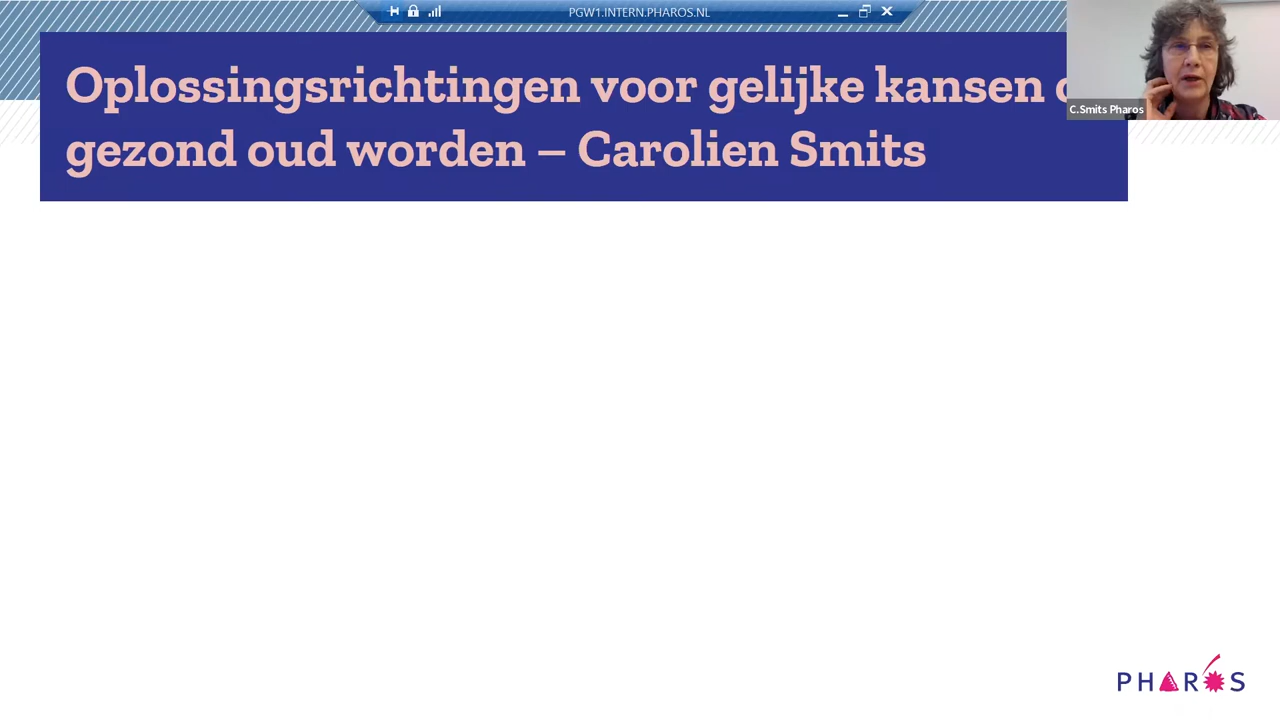 PGW1.INTERN.PHAROS.NL
Oplossingsrichtingen voor gelijke kansen
gezond oud worden – Carolien Smits
C.Smits Pharos
PHAROS